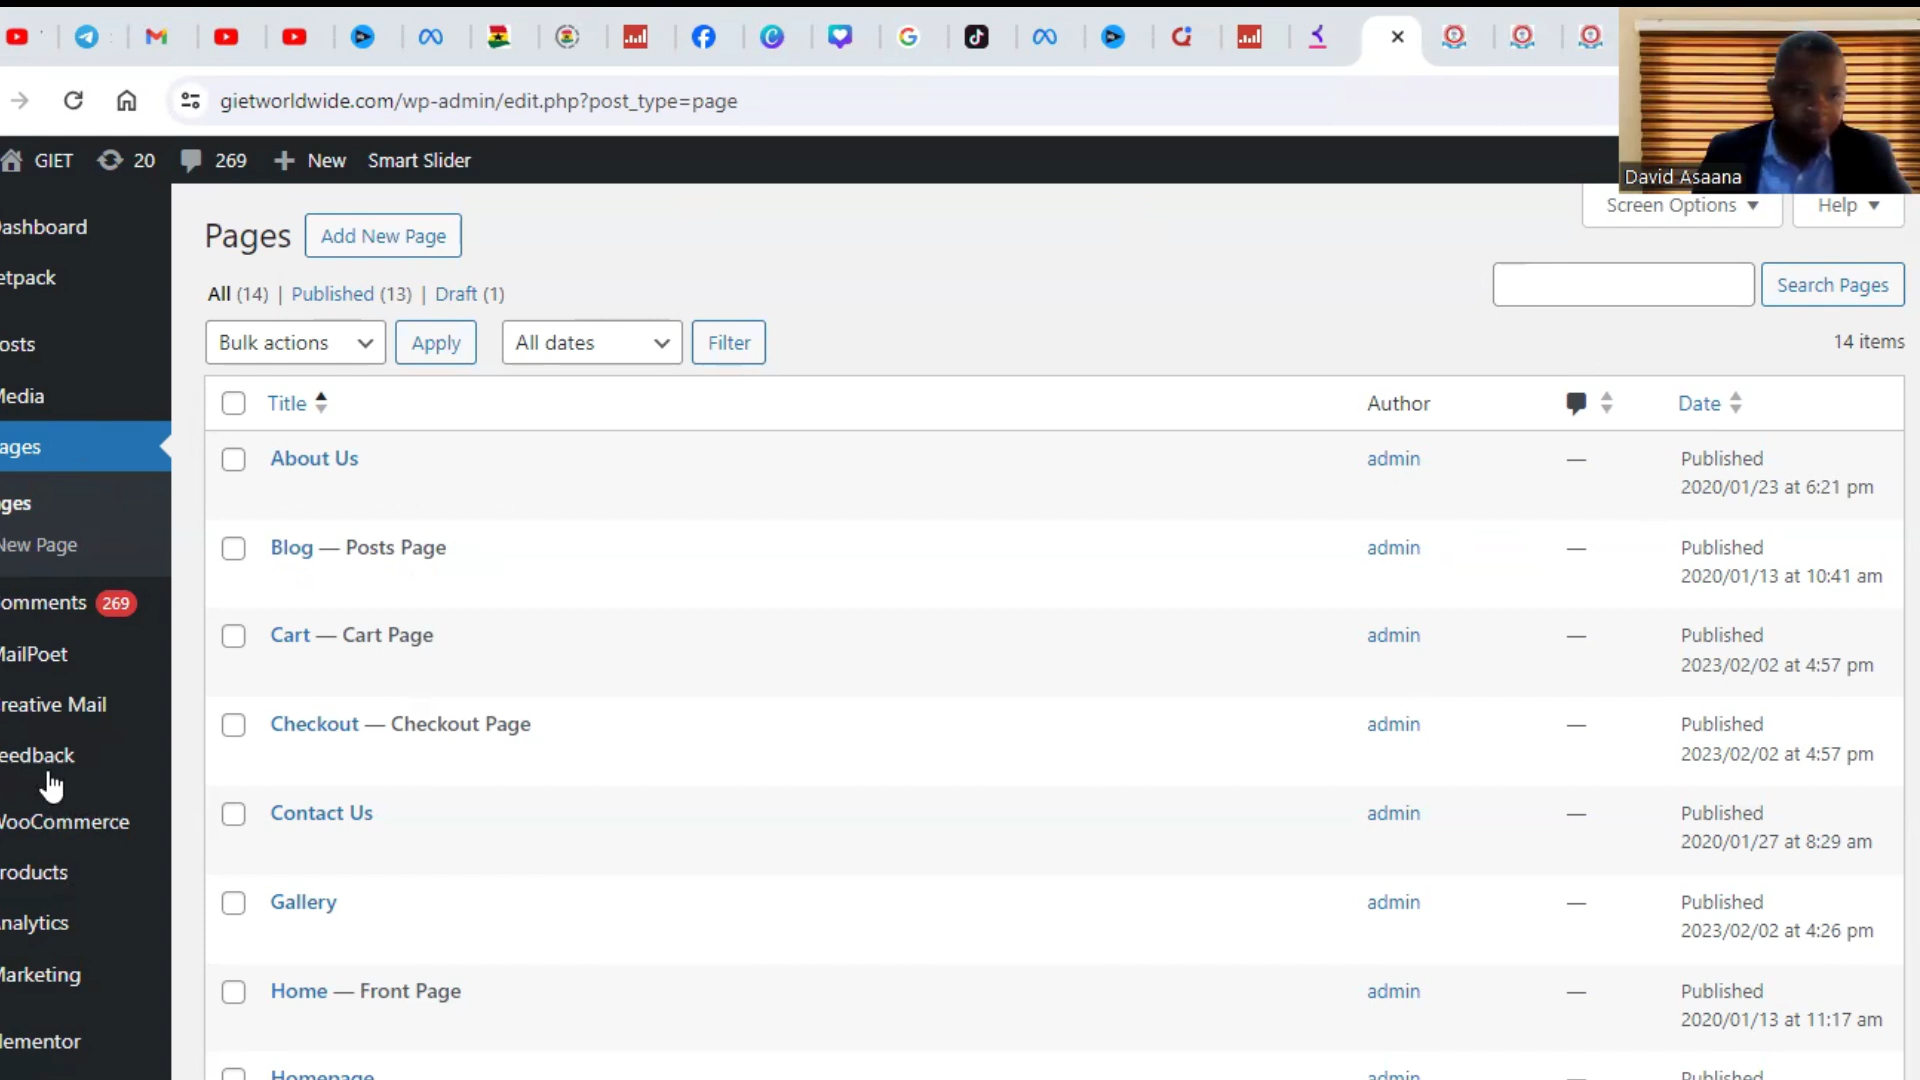 gietworldwide.com/wp-admin/edit.php?post_type=page
David Asaana
GIET 20 269 New Smart Slider
Screen Options Help
ashboard
etpack
osts
Media
ages
ges
New Page
omments 269
MailPoet
reative Mail
eedback
WooCommerce
roducts
nalytics
Marketing
lementor
Pages Add New Page
All (14) | Published (13) | Draft (1)
Search Pages
Bulk actions Apply All dates Filter
14 items
Title Author Date
About Us admin — Published
2020/01/23 at 6:21 pm
Blog — Posts Page admin — Published
2020/01/13 at 10:41 am
Cart — Cart Page admin — Published
2023/02/02 at 4:57 pm
Checkout — Checkout Page admin — Published
2023/02/02 at 4:57 pm
Contact Us admin — Published
2020/01/27 at 8:29 am
Gallery admin — Published
2023/02/02 at 4:26 pm
Home — Front Page admin — Published
2020/01/13 at 11:17 am
Homepage admin Published